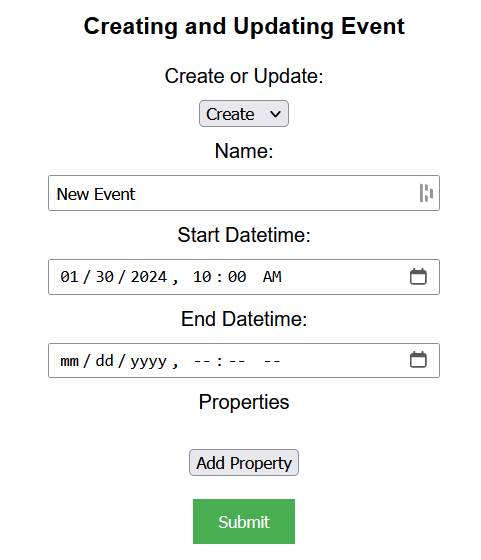 Creating and Updating Event
Create or Update:
Create
Name:
New Event
Start Datetime:
01/30/2024, 10:00 AM
End Datetime:
mm/dd/yyyy, --:-- --
Properties
Add Property
Submit